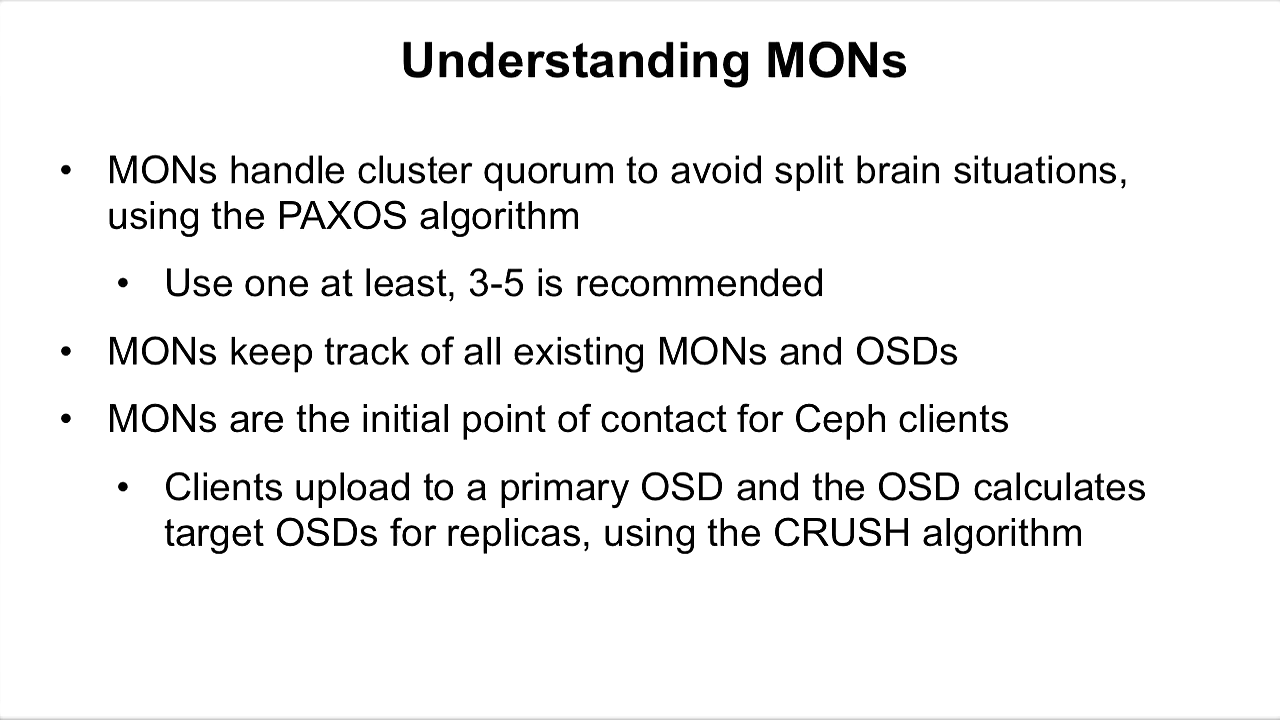 Understanding MONs
• MONs handle cluster quorum to avoid split brain situations,
using the PAXOS algorithm
• Use one at least, 3-5 is recommended
• MONs keep track of all existing MONs and OSDs
• MONs are the initial point of contact for Ceph clients
• Clients upload to a primary OSD and the OSD calculates
target OSDs for replicas, using the CRUSH algorithm